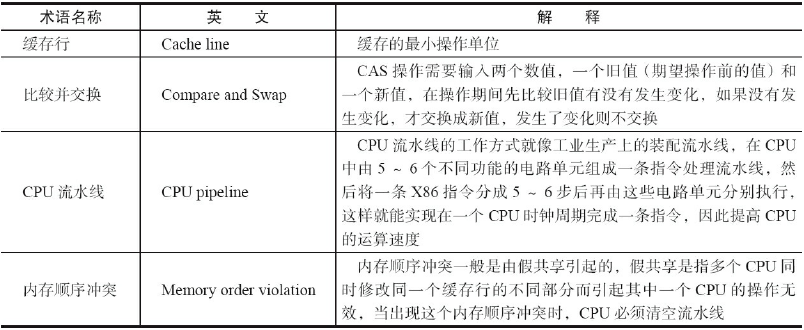 术语名称 英 文 解 释
缓存行 Cache line 缓存的最小操作单位
比较并交换 Compare and Swap CAS 操作需要输入两个数值，一个旧值（期望操作前的值）和
一个新值，在操作期间先比较旧值有没有发生变化，如果没有发
生变化，才交换成新值，发生了变化则不交换
CPU 流水线 CPU pipeline CPU 流水线的工作方式就像工业生产上的装配流水线，在 CPU
中由 5 ～ 6 个不同功能的电路单元组成一条指令处理流水线，然
后将一条 X86 指令分成 5 ～ 6 步后再由这些电路单元分别执行，
这样就能实现在一个 CPU 时钟周期完成一条指令，因此提高 CPU
的运算速度
内存顺序冲突 Memory order violation 内存顺序冲突一般是由假共享引起的，假共享是指多个 CPU 同
时修改同一个缓存行的不同部分而引起其中一个 CPU 的操作无
效，当出现这个内存顺序冲突时，CPU 必须清空流水线